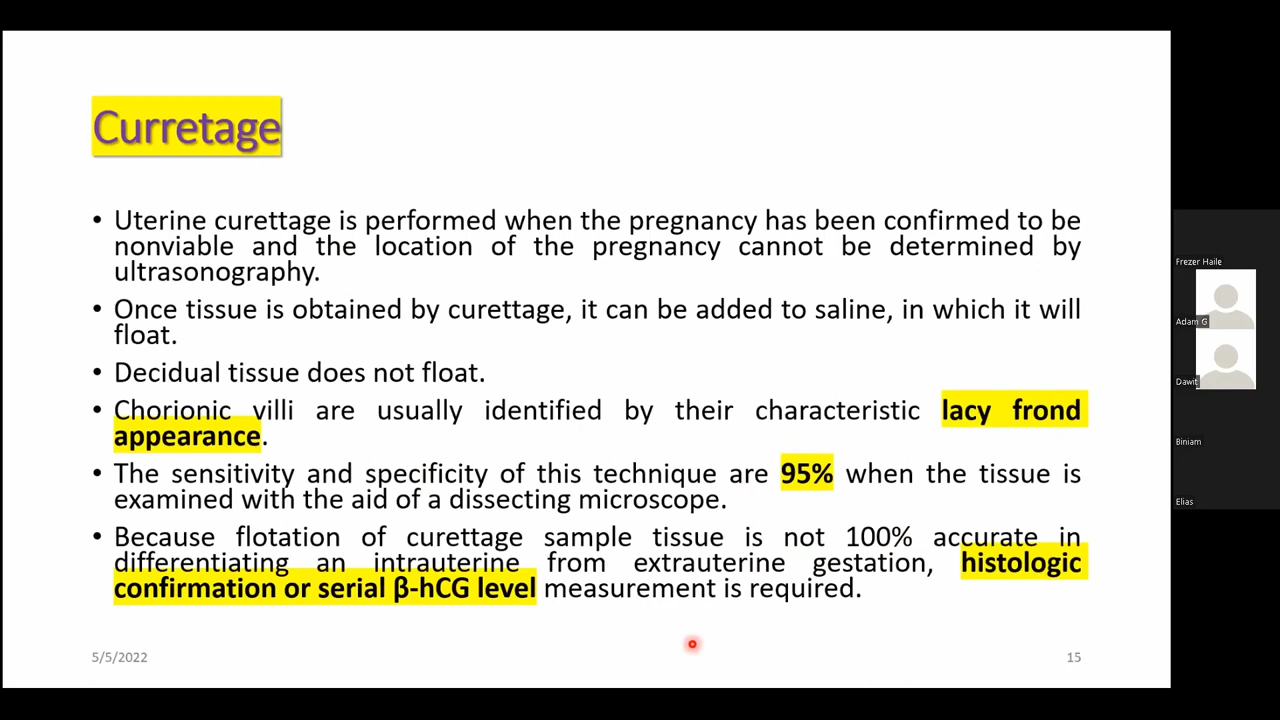 Curretage
• Uterine curettage is performed when the pregnancy has been confirmed to be
nonviable and the location of the pregnancy cannot be determined by
ultrasonography.
• Once tissue is obtained by curettage, it can be added to saline, in which it will
float.
• Decidual tissue does not float.
• Chorionic villi are usually identified by their characteristic lacy frond
appearance.
• The sensitivity and specificity of this technique are 95% when the tissue is
examined with the aid of a dissecting microscope.
• Because flotation of curettage sample tissue is not 100% accurate in
differentiating an intrauterine from extrauterine gestation, histologic
confirmation or serial β-hCG level measurement is required.
5/5/2022
15
Frezer Haile
Adam G
Dawit
Biniam
Elias